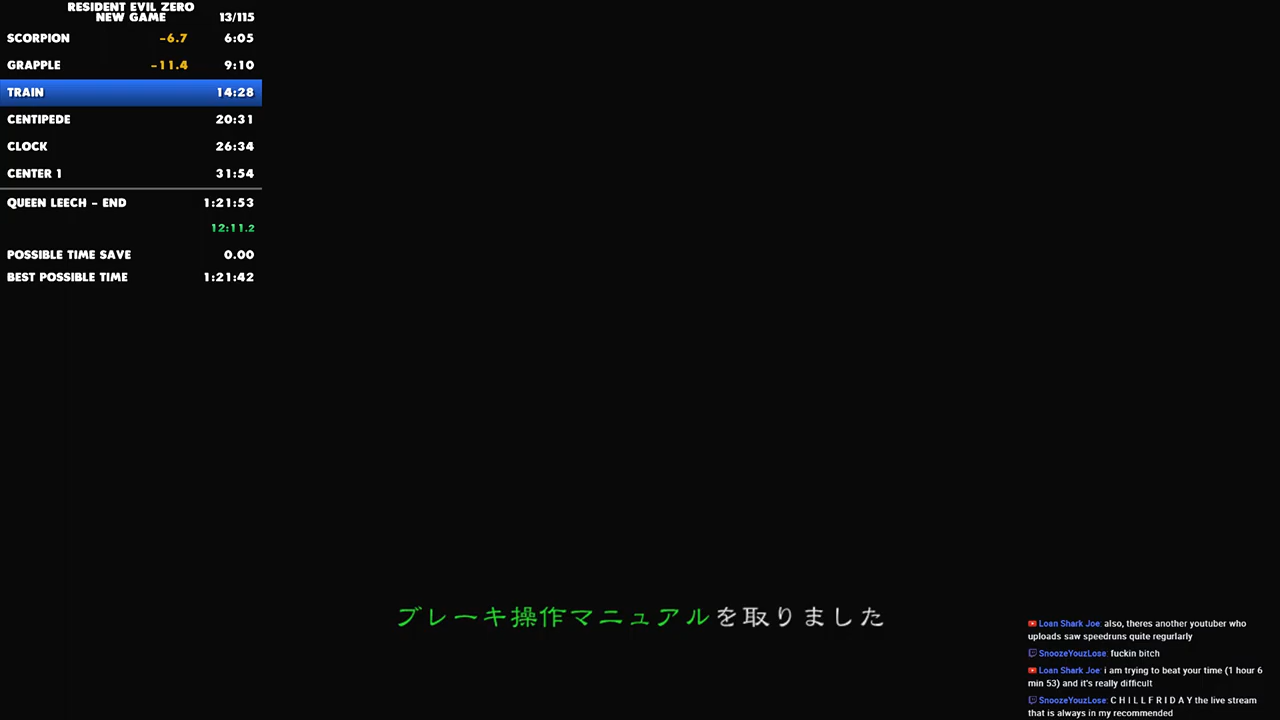 RESIDENT EVIL ZERO
NEW GAME 13/115
SCORPION -6.7 6:05
GRAPPLE -11.4 9:10
TRAIN 14:28
CENTIPEDE 20:31
CLOCK 26:34
CENTER 1 31:54
QUEEN LEECH - END 1:21:53
12:11.2
POSSIBLE TIME SAVE 0.00
BEST POSSIBLE TIME 1:21:42
ブレーキ操作マニュアルを取りました
Loan Shark Joe: also, theres another youtuber who
uploads saw speedruns quite regurlarly
SnoozeYouzLose: fuckin bitch
Loan Shark Joe: i am trying to beat your time (1 hour 6
min 53) and it's really difficult
SnoozeYouzLose: C H I L L F R I D A Y the live stream
that is always in my recommended